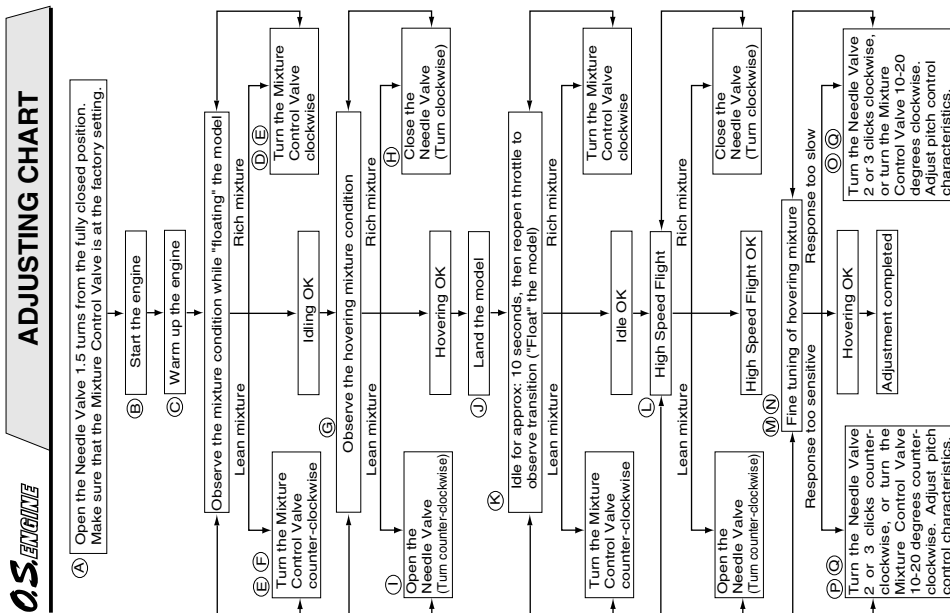 O.S.ENGINE
ADJUSTING CHART
A
Open the Needle Valve 1.5 turns from the fully closed position.
Make sure that the Mixture Control Valve is at the factory setting.
B
Start the engine
C
Warm up the engine
Observe the mixture condition while "floating" the model
Lean mixture
Rich mixture
E F
Turn the Mixture
Control Valve
counter-clockwise
Idling OK
D E
Turn the Mixture
Control Valve
clockwise
G
Observe the hovering mixture condition
Lean mixture
Rich mixture
I
Open the
Needle Valve
(Turn counter-clockwise)
Hovering OK
H
Close the
Needle Valve
(Turn clockwise)
J
Land the model
K
Idle for approx: 10 seconds, then reopen throttle to
observe transition ("Float" the model)
Lean mixture
Rich mixture
Turn the Mixture
Control Valve
counter-clockwise
Idle OK
Turn the Mixture
Control Valve
clockwise
L
High Speed Flight
Lean mixture
Rich mixture
Open the
Needle Valve
(Turn counter-clockwise)
High Speed Flight OK
Close the
Needle Valve
(Turn clockwise)
M N
Fine tuning of hovering mixture
Response too sensitive
Response too slow
P Q
Turn the Needle Valve
2 or 3 clicks counter-
clockwise, or turn the
Mixture Control Valve
10-20 degrees counter-
clockwise. Adjust pitch
control characteristics.
Hovering OK
Adjustment completed
O Q
Turn the Needle Valve
2 or 3 clicks clockwise,
or turn the Mixture
Control Valve 10-20
degrees clockwise.
Adjust pitch control
characteristics.